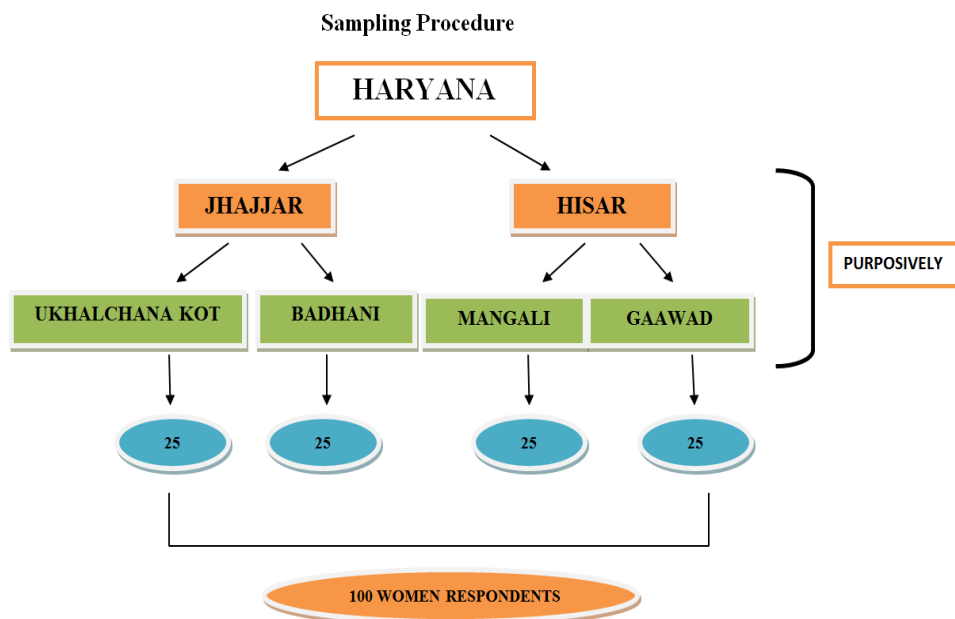 Sampling Procedure
HARYANA
JHAJJAR
HISAR
PURPOSIVELY
UKHALCHANA KOT
BADHANI
MANGALI
GAAWAD
25
25
25
25
100 WOMEN RESPONDENTS